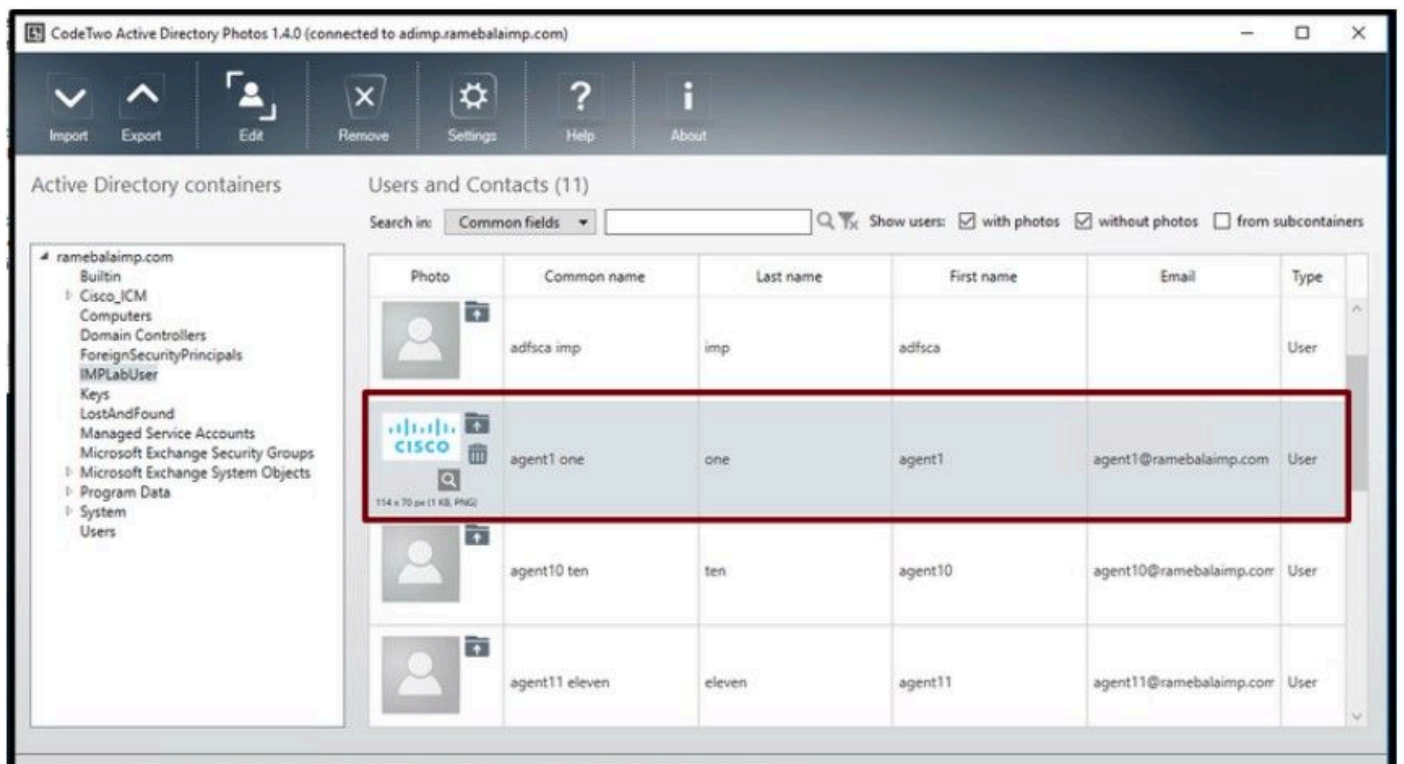 CodeTwo Active Directory Photos 1.4.0 (connected to adimp.ramebalaimp.com)
Import Export Edit Remove Settings Help About
Active Directory containers
Users and Contacts (11)
Search in: Common fields Show users: with photos without photos from subcontainers
ramebalaimp.com
Builtin
Cisco_ICM
Computers
Domain Controllers
ForeignSecurityPrincipals
IMPLabUser
Keys
LostAndFound
Managed Service Accounts
Microsoft Exchange Security Groups
Microsoft Exchange System Objects
Program Data
System
Users
Photo Common name Last name First name Email Type
adfsca imp imp adfsca User
CISCO
114 x 70 px (1 KB, PNG)
agent1 one one agent1 agent1@ramebalaimp.com User
agent10 ten ten agent10 agent10@ramebalaimp.com User
agent11 eleven eleven agent11 agent11@ramebalaimp.com User